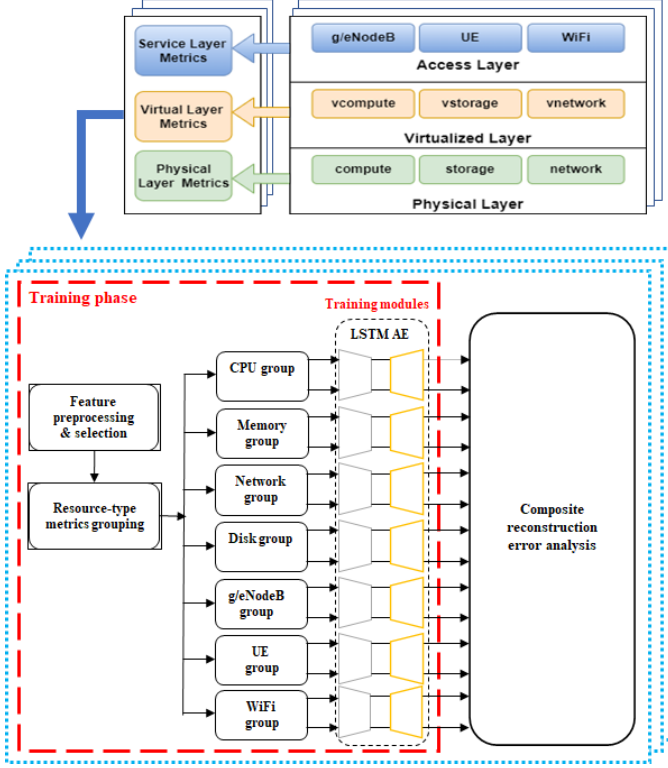 Service Layer
Metrics
g/eNodeB
UE
WiFi
Access Layer
Virtual Layer
Metrics
vcompute
vstorage
vnetwork
Virtualized Layer
Physical
Layer Metrics
compute
storage
network
Physical Layer
Training phase
Training modules
LSTM AE
Feature
preprocessing
& selection
Resource-type
metrics grouping
CPU group
Memory
group
Network
group
Disk group
g/eNodeB
group
UE
group
WiFi
group
Composite
reconstruction
error analysis